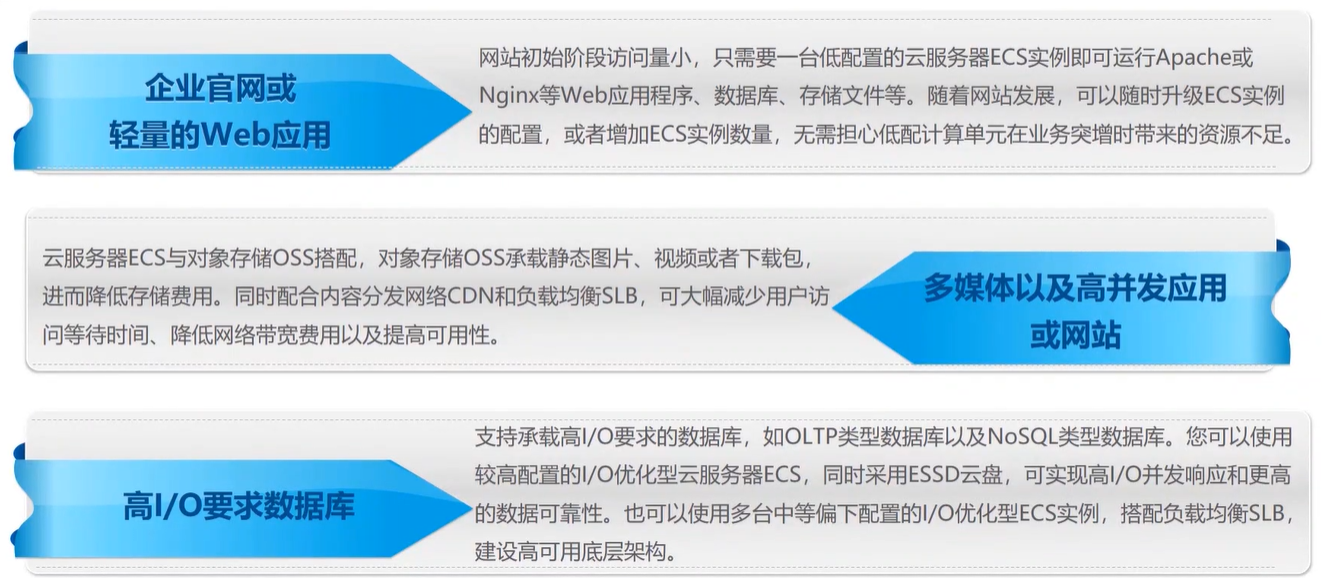 企业官网或
轻量的Web应用
网站初始阶段访问量小，只需要一台低配置的云服务器ECS实例即可运行Apache或
Nginx等Web应用程序、数据库、存储文件等。随着网站发展，可以随时升级ECS实例
的配置，或者增加ECS实例数量，无需担心低配计算单元在业务突增时带来的资源不足。
云服务器ECS与对象存储OSS搭配，对象存储OSS承载静态图片、视频或者下载包，
进而降低存储费用。同时配合内容分发网络CDN和负载均衡SLB，可大幅减少用户访
问等待时间、降低网络带宽费用以及提高可用性。
多媒体以及高并发应用
或网站
高I/O要求数据库
支持承载高I/O要求的数据库，如OLTP类型数据库以及NoSQL类型数据库。您可以使用
较高配置的I/O优化型云服务器ECS，同时采用ESSD云盘，可实现高I/O并发响应和更高
的数据可靠性。也可以使用多台中等偏下配置的I/O优化型ECS实例，搭配负载均衡SLB，
建设高可用底层架构。